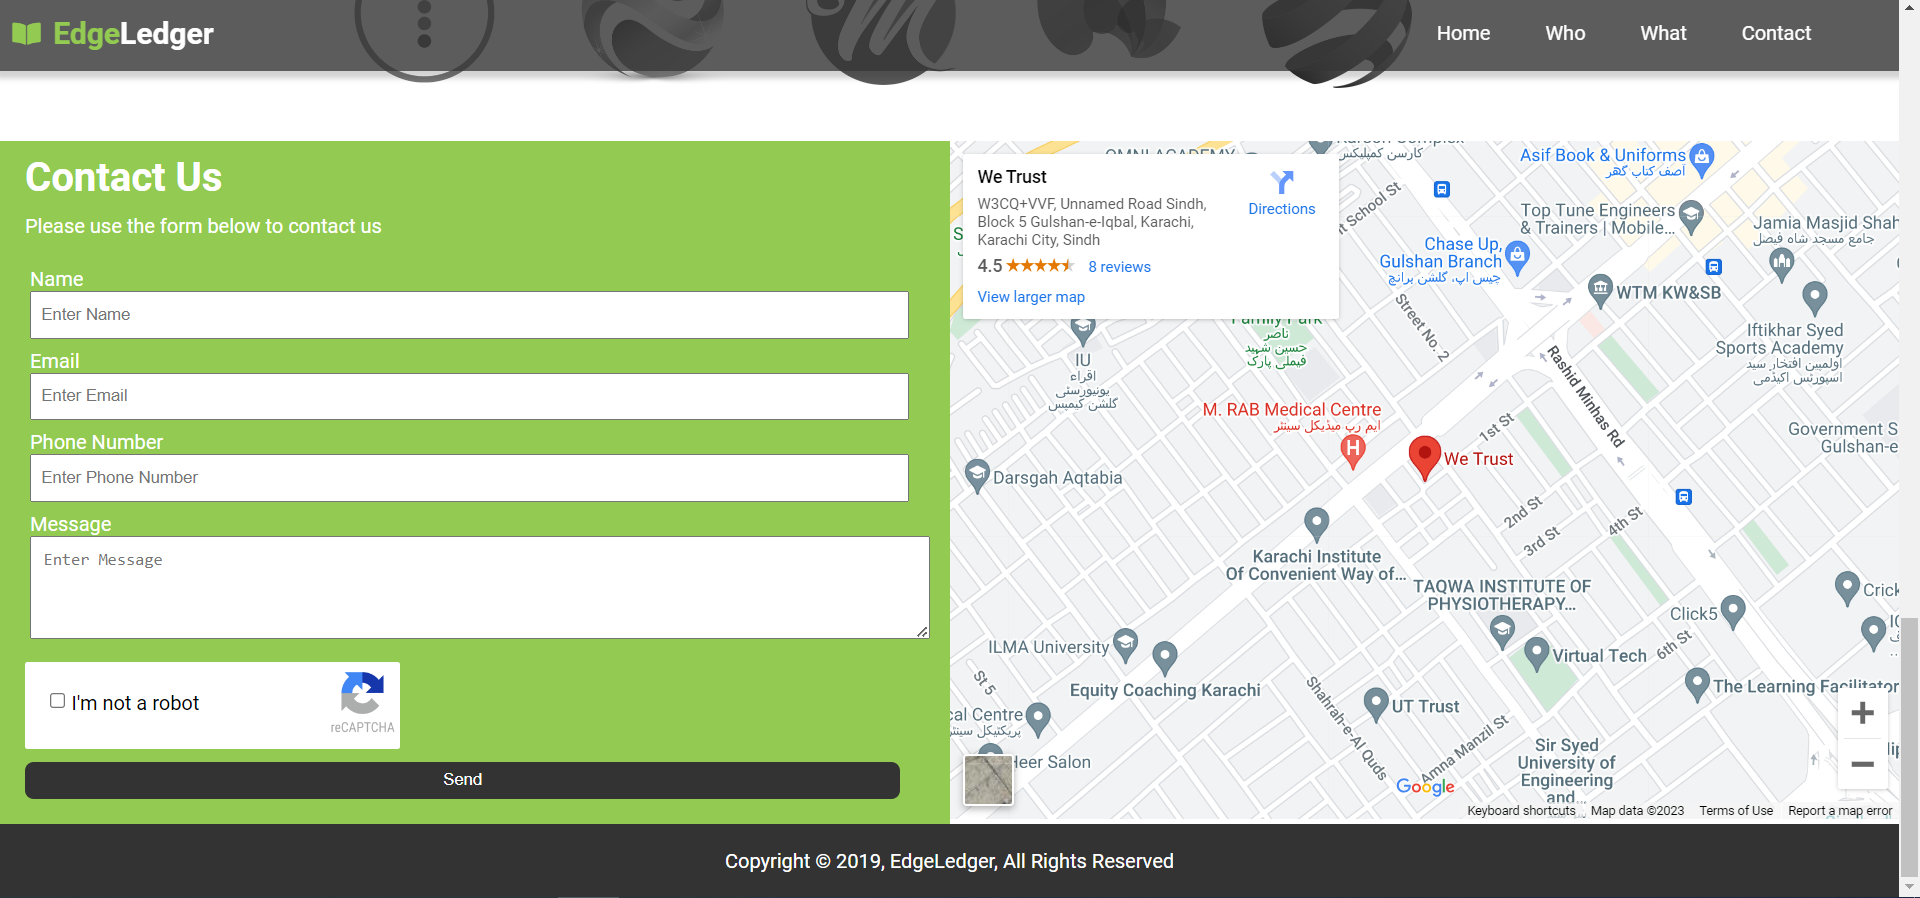 EdgeLedger
Home
Who
What
Contact
Contact Us
Please use the form below to contact us
Name
Enter Name
Email
Enter Email
Phone Number
Enter Phone Number
Message
Enter Message
I'm not a robot
reCAPTCHA
Send
We Trust
W3CQ+VVF, Unnamed Road Sindh,
Block 5 Gulshan-e-Iqbal, Karachi,
Karachi City, Sindh
4.5
8 reviews
View larger map
Directions
OMNI ACADEMY
کارسن کمپلیکس
Asif Book & Uniforms
آصف کتاب گھر
Top Tune Engineers
& Trainers | Mobile...
Jamia Masjid Shah
جامع مسجد شاہ فیصل
Chase Up,
Gulshan Branch
چیس اپ، گلشن برانچ
WTM KW&SB
Iftikhar Syed
Sports Academy
اولمپین افتخار سید
اسپورٹس اکیڈمی
Street No. 2
Rashid Minhas Rd
Family Park
ناصر
حسین شہید
فیملی پارک
IU
اقراء
یونیورسٹی
گلشن کیمپس
M. RAB Medical Centre
ایم رب میڈیکل سینٹر
H
We Trust
1st St
Government S
Gulshan-e
Darsgah Aqtabia
2nd St
3rd St
4th St
Karachi Institute
Of Convenient Way of...
TAQWA INSTITUTE OF
PHYSIOTHERAPY...
Crick
Click5
6th St
ILMA University
Virtual Tech
Equity Coaching Karachi
St 5
The Learning Facilitator
Shahrah-e-Al Quds
UT Trust
cal Centre
پریکٹیکل سینٹر
Amna Manzil St
Heer Salon
Sir Syed
University of
Engineering
and...
Google
Keyboard shortcuts
Map data ©2023
Terms of Use
Report a map error
Copyright © 2019, EdgeLedger, All Rights Reserved